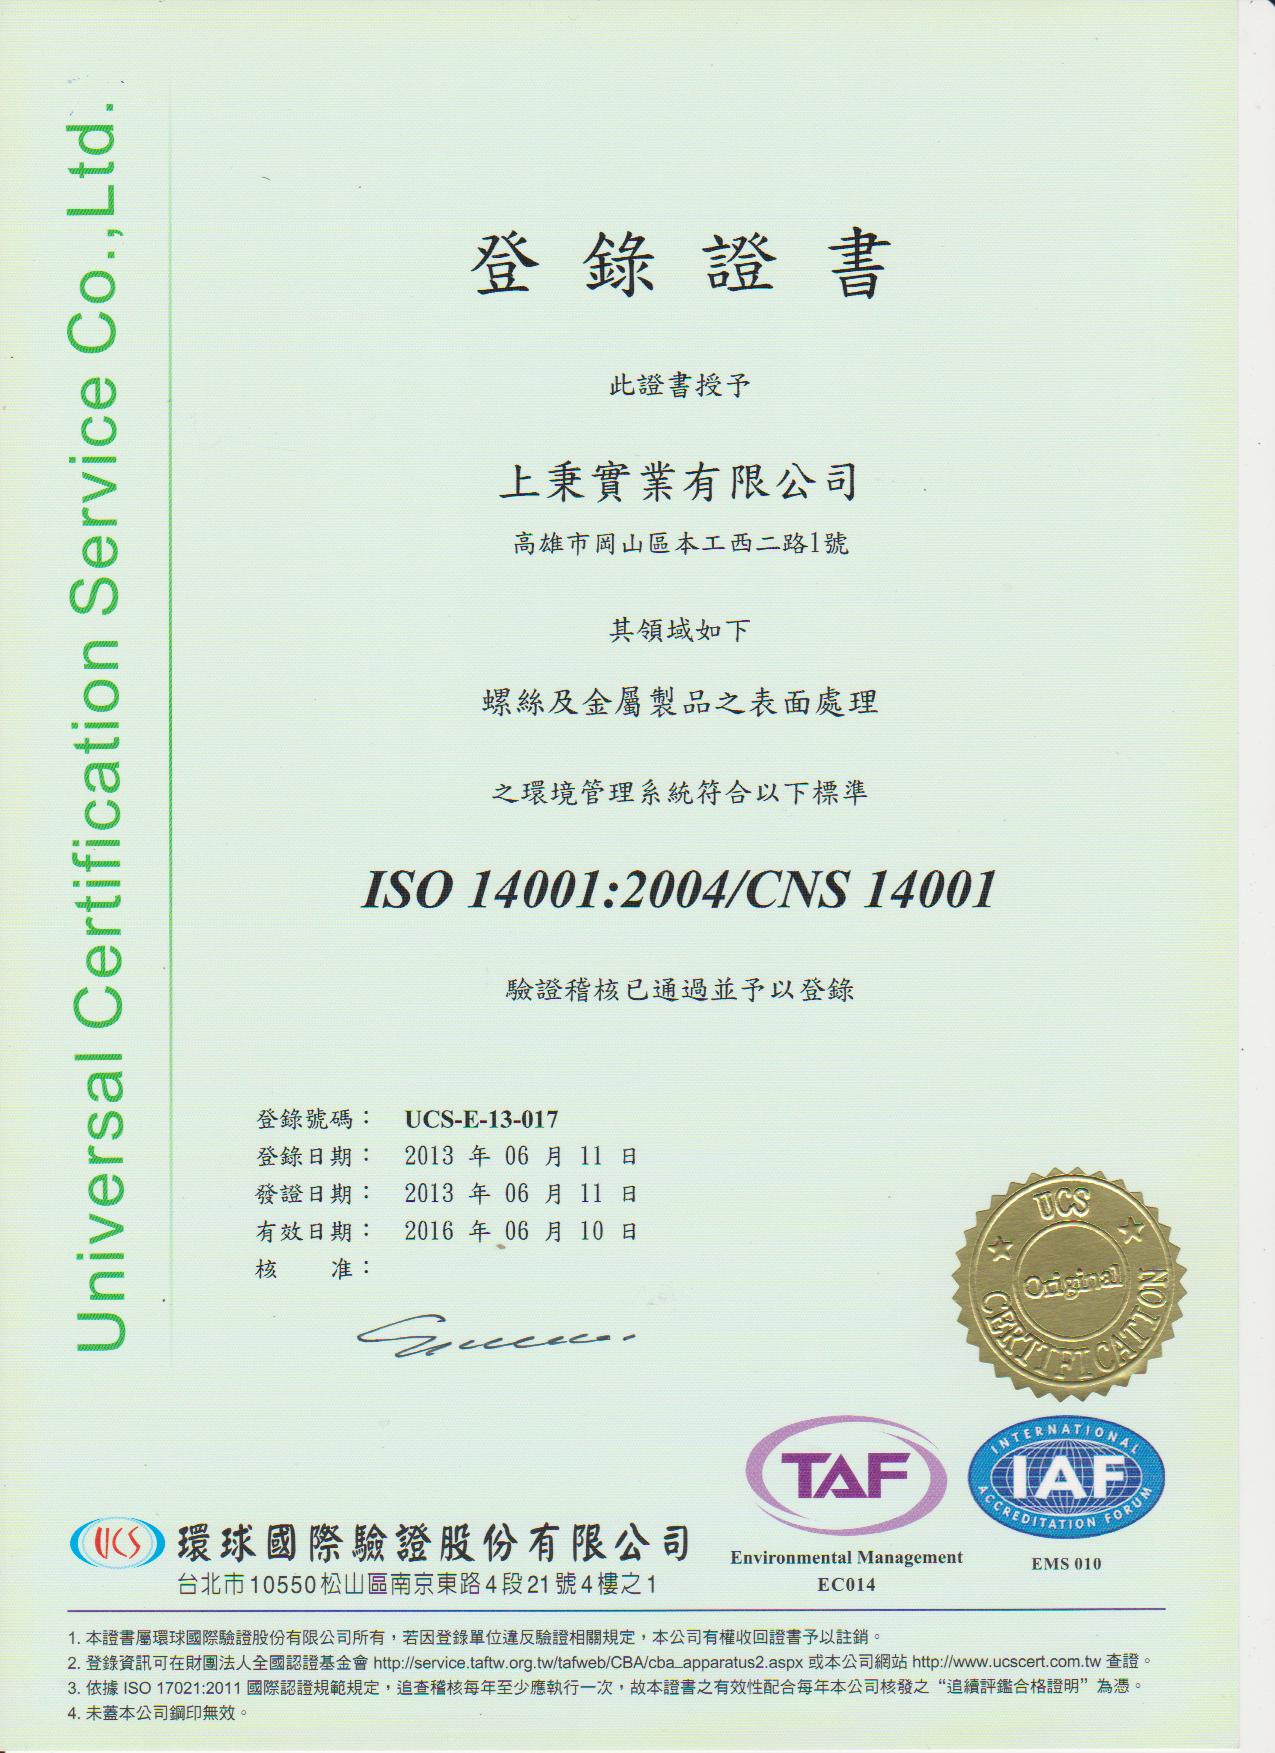 Universal Certification Service Co.,Ltd.
登錄證書
此證書授予
上秉實業有限公司
高雄市岡山區本工西二路1號
其領域如下
螺絲及金屬製品之表面處理
之環境管理系統符合以下標準
ISO 14001:2004/CNS 14001
驗證稽核已通過並予以登錄
登錄號碼： UCS-E-13-017
登錄日期： 2013 年 06 月 11 日
發證日期： 2013 年 06 月 11 日
有效日期： 2016 年 06 月 10 日
核　准：
UCS
Original
CERTIFICATION
TAF
Environmental Management
EC014
INTERNATIONAL
IAF
ACCREDITATION FORUM
EMS 010
UCS 環球國際驗證股份有限公司
台北市10550松山區南京東路4段21號4樓之1
1. 本證書屬環球國際驗證股份有限公司所有，若因登錄單位違反驗證相關規定，本公司有權收回證書予以註銷。
2. 登錄資訊可在財團法人全國認證基金會 http://service.taftw.org.tw/tafweb/CBA/cba_apparatus2.aspx 或本公司網站 http://www.ucscert.com.tw 查證。
3. 依據 ISO 17021:2011 國際認證規範規定，追查稽核每年至少應執行一次，故本證書之有效性配合每年本公司核發之“追續評鑑合格證明”為憑。
4. 未蓋本公司鋼印無效。